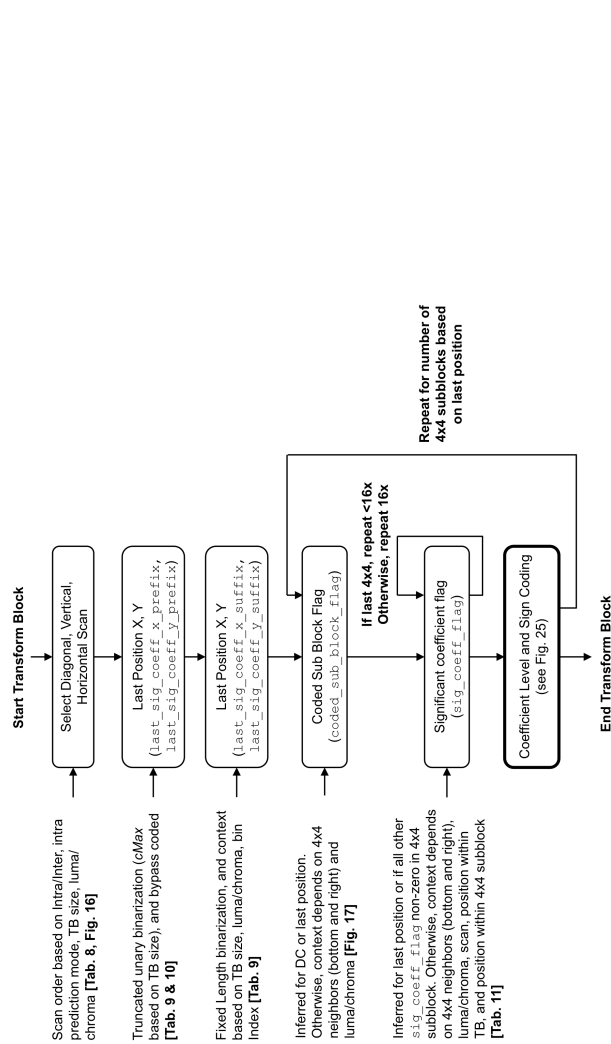 Start Transform Block
Scan order based on Intra/Inter, intra
prediction mode, TB size, luma/
chroma [Tab. 8, Fig. 16]
Select Diagonal, Vertical,
Horizontal Scan
Truncated unary binarization (cMax
based on TB size), and bypass coded
[Tab. 9 & 10]
Last Position X, Y
(last_sig_coeff_x_prefix,
last_sig_coeff_y_prefix)
Fixed Length binarization, and context
based on TB size, luma/chroma, bin
Index [Tab. 9]
Last Position X, Y
(last_sig_coeff_x_suffix,
last_sig_coeff_y_suffix)
Inferred for DC or last position.
Otherwise, context depends on 4x4
neighbors (bottom and right) and
luma/chroma [Fig. 17]
Coded Sub Block Flag
(coded_sub_block_flag)
If last 4x4, repeat <16x
Otherwise, repeat 16x
Inferred for last position or if all other
sig_coeff_flag non-zero in 4x4
subblock. Otherwise, context depends
on 4x4 neighbors (bottom and right),
luma/chroma, scan, position within
TB, and position within 4x4 subblock
[Tab. 11]
Significant coefficient flag
(sig_coeff_flag)
Repeat for number of
4x4 subblocks based
on last position
Coefficient Level and Sign Coding
(see Fig. 25)
End Transform Block